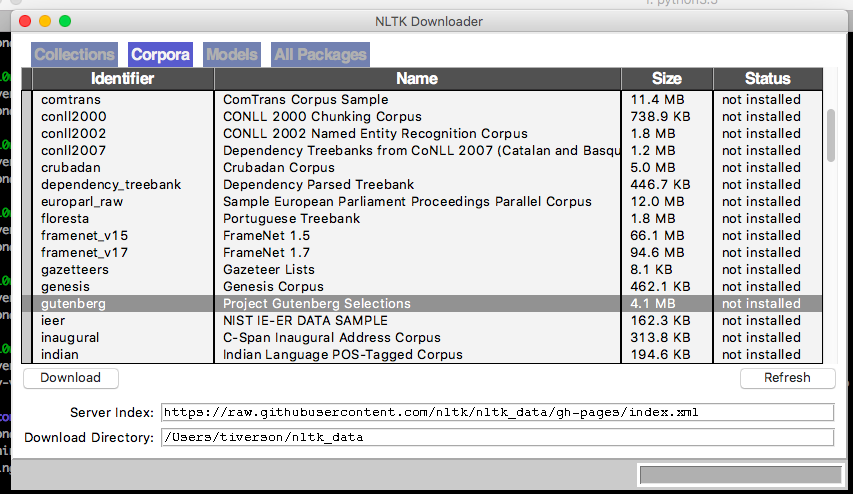 1. python3.5
NLTK Downloader
Collections Corpora Models All Packages
Identifier Name Size Status
comtrans ComTrans Corpus Sample 11.4 MB not installed
conll2000 CONLL 2000 Chunking Corpus 738.9 KB not installed
conll2002 CONLL 2002 Named Entity Recognition Corpus 1.8 MB not installed
conll2007 Dependency Treebanks from CoNLL 2007 (Catalan and Basqu 1.2 MB not installed
crubadan Crubadan Corpus 5.0 MB not installed
dependency_treebank Dependency Parsed Treebank 446.7 KB not installed
europarl_raw Sample European Parliament Proceedings Parallel Corpus 12.0 MB not installed
floresta Portuguese Treebank 1.8 MB not installed
framenet_v15 FrameNet 1.5 66.1 MB not installed
framenet_v17 FrameNet 1.7 94.6 MB not installed
gazetteers Gazeteer Lists 8.1 KB not installed
genesis Genesis Corpus 462.1 KB not installed
gutenberg Project Gutenberg Selections 4.1 MB not installed
ieer NIST IE-ER DATA SAMPLE 162.3 KB not installed
inaugural C-Span Inaugural Address Corpus 313.8 KB not installed
indian Indian Language POS-Tagged Corpus 194.6 KB not installed
Download Refresh
Server Index: https://raw.githubusercontent.com/nltk/nltk_data/gh-pages/index.xml
Download Directory: /Users/tiverson/nltk_data